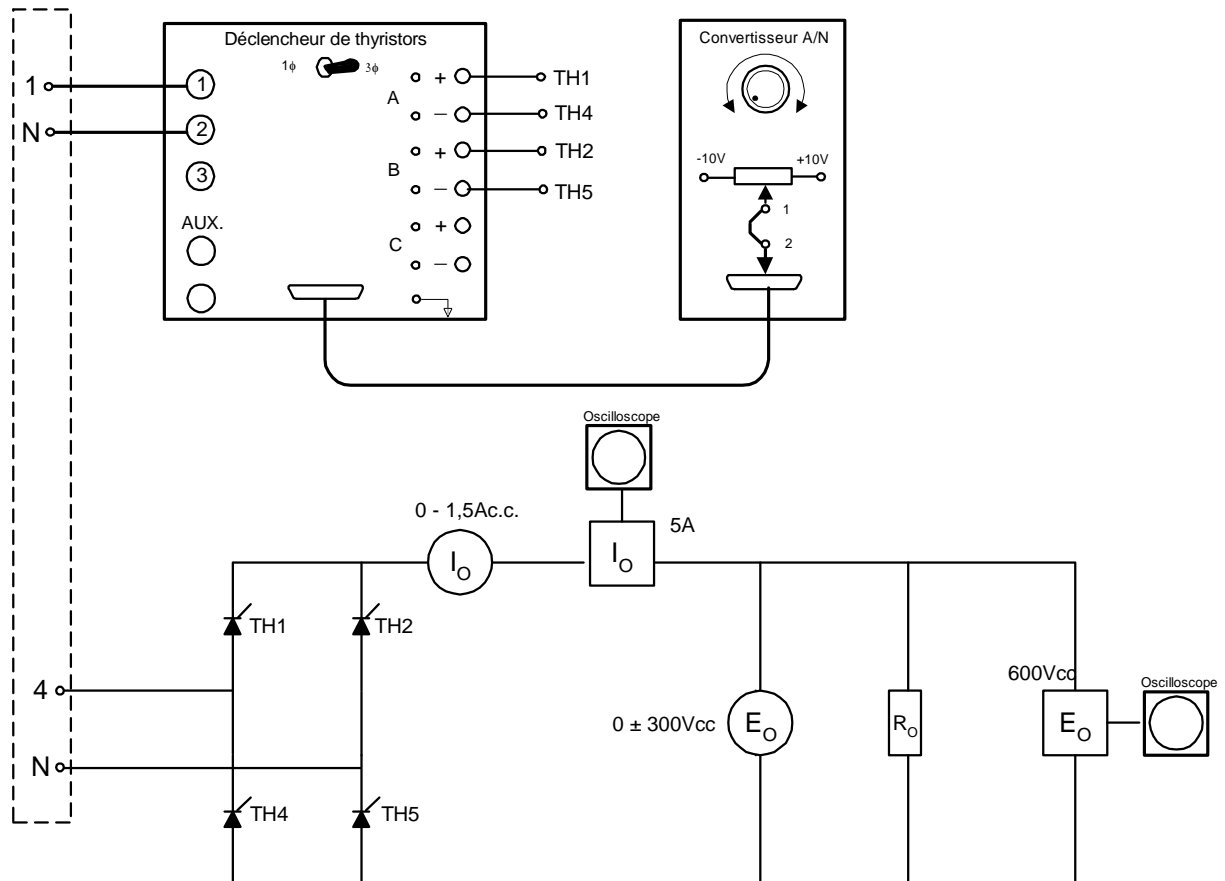 Déclencheur de thyristors
1ϕ
3ϕ
1
N
1
2
3
AUX.
A
+
–
B
+
–
C
+
–
TH1
TH4
TH2
TH5
Convertisseur A/N
-10V
+10V
1
2
Oscilloscope
0 - 1,5Ac.c.
5A
I_O
I_O
TH1
TH2
4
N
TH4
TH5
0 ± 300Vcc
E_O
R_O
600Vcc
E_O
Oscilloscope